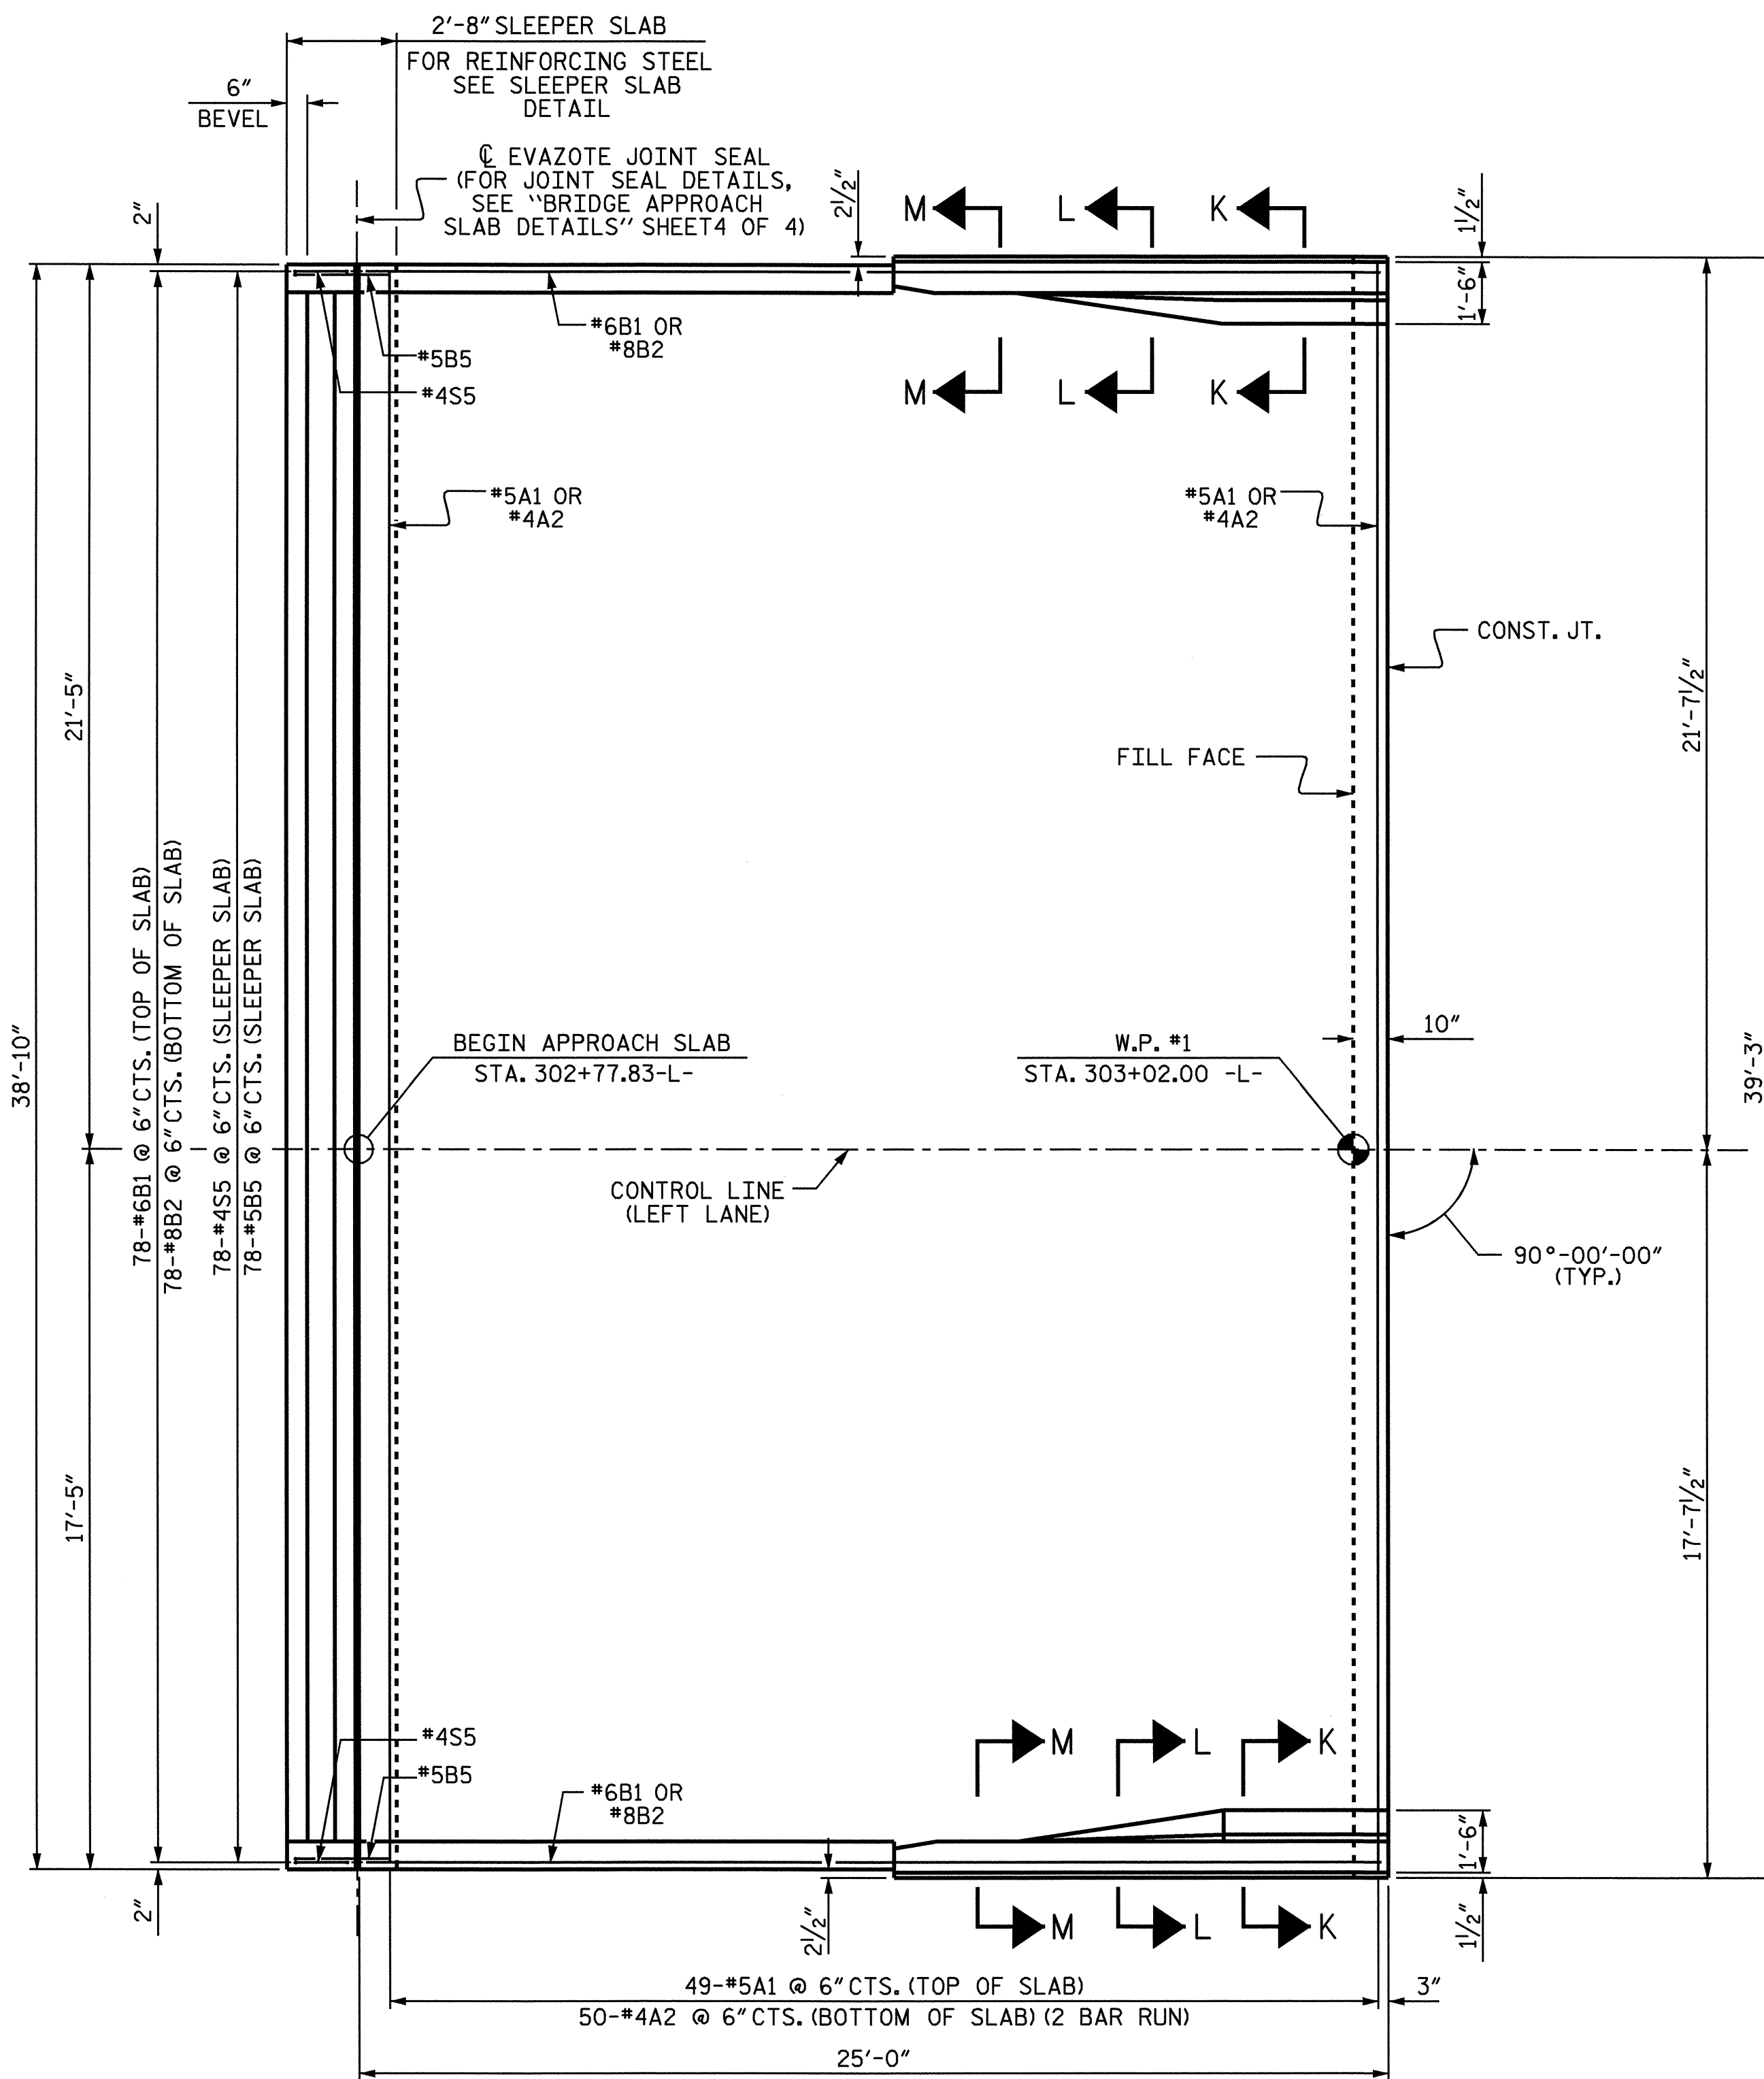 2'-8" SLEEPER SLAB
FOR REINFORCING STEEL
SEE SLEEPER SLAB
DETAIL
6"
BEVEL
℄ EVAZOTE JOINT SEAL
(FOR JOINT SEAL DETAILS,
SEE "BRIDGE APPROACH
SLAB DETAILS" SHEET4 OF 4)
2"
2½"
M
L
K
1½"
1'-6"
#6B1 OR
#8B2
#5B5
#4S5
M
L
K
#5A1 OR
#4A2
#5A1 OR
#4A2
CONST. JT.
21'-5"
21'-7½"
FILL FACE
78-#6B1 @ 6" CTS. (TOP OF SLAB)
78-#8B2 @ 6" CTS. (BOTTOM OF SLAB)
78-#4S5 @ 6" CTS. (SLEEPER SLAB)
78-#5B5 @ 6" CTS. (SLEEPER SLAB)
38'-10"
BEGIN APPROACH SLAB
STA. 302+77.83-L-
W.P. #1
STA. 303+02.00 -L-
10"
39'-3"
CONTROL LINE
(LEFT LANE)
90°-00'-00"
(TYP.)
17'-5"
17'-7½"
#4S5
#5B5
#6B1 OR
#8B2
M
L
K
1'-6"
2"
2½"
M
L
K
1½"
49-#5A1 @ 6" CTS. (TOP OF SLAB)
3"
50-#4A2 @ 6" CTS. (BOTTOM OF SLAB) (2 BAR RUN)
25'-0"